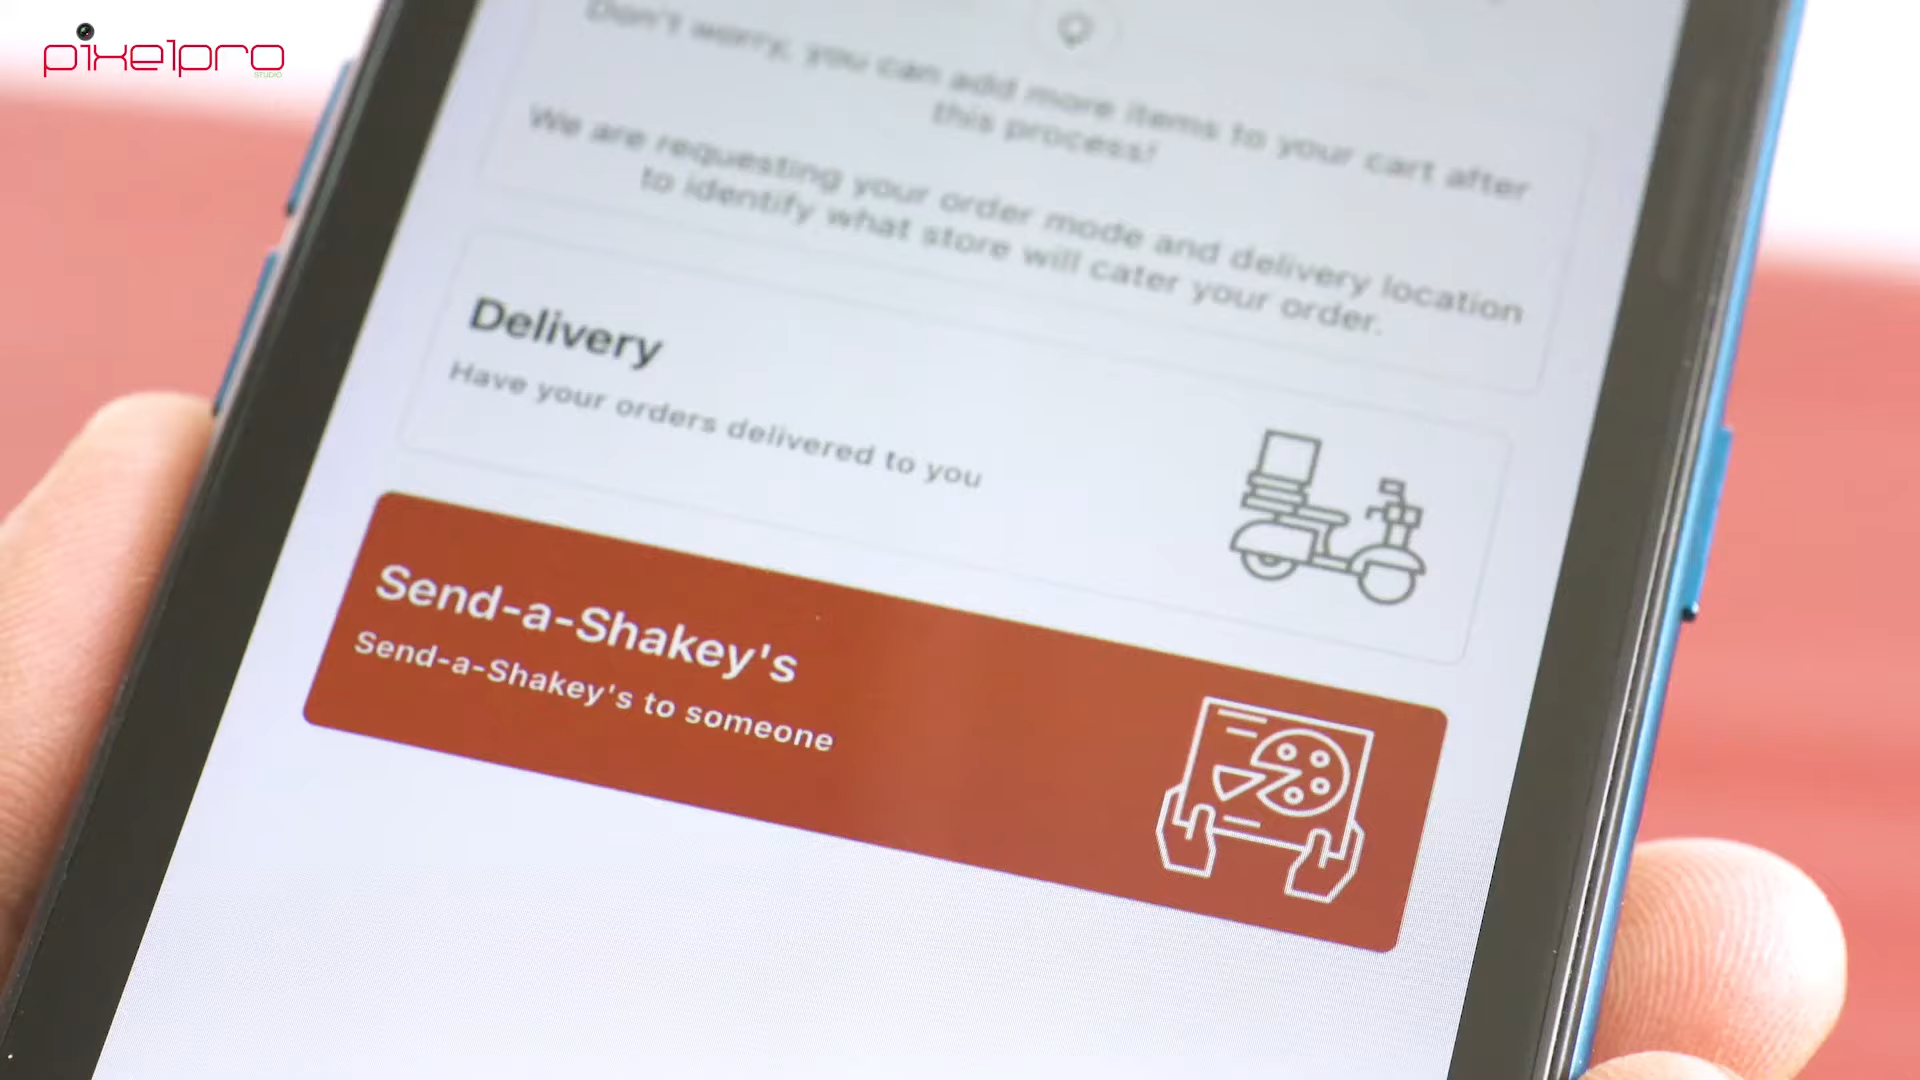 pixelpro
STUDIO
Don't worry, you can add more items to your cart after
this process!
We are requesting your order mode and delivery location
to identify what store will cater your order.
Delivery
Have your orders delivered to you
Send-a-Shakey's
Send-a-Shakey's to someone